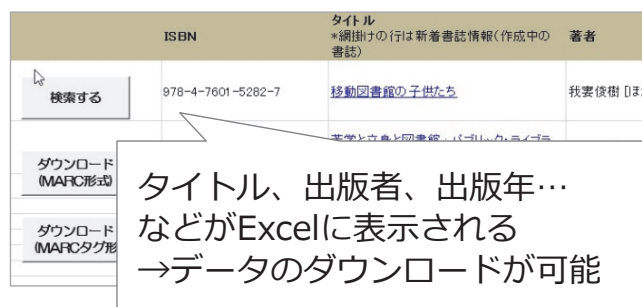 ISBN
タイトル
*網掛けの行は新着書誌情報(作成中の
書誌)
著者
検索する
978-4-7601-5282-7
移動図書館の子供たち
我妻俊樹 [ほ
ダウンロード
(MARC形式)
ダウンロード
(MARCタグ形
タイトル、出版者、出版年…
などがExcelに表示される
→データのダウンロードが可能